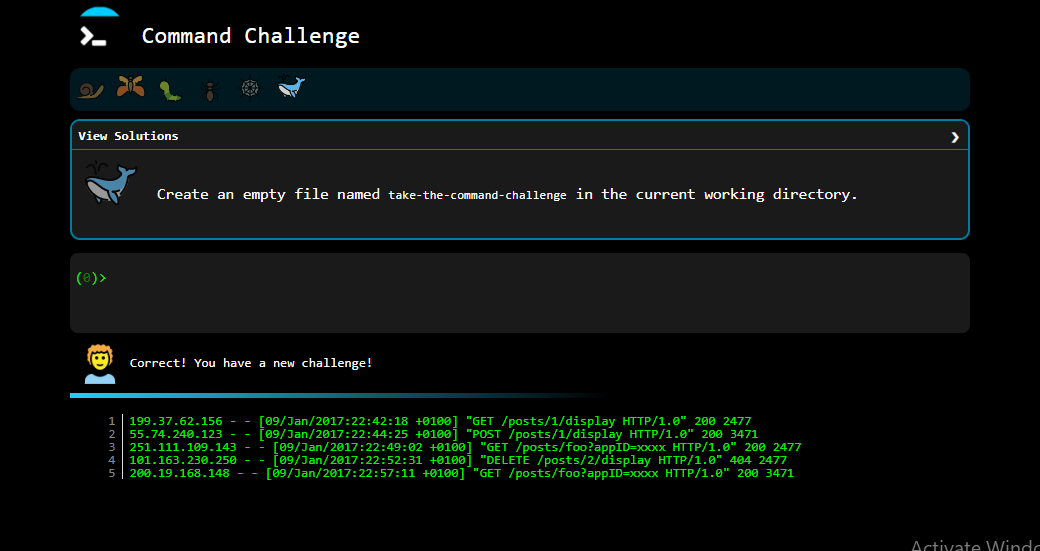 Command Challenge
View Solutions
Create an empty file named take-the-command-challenge in the current working directory.
(0)>
Correct! You have a new challenge!
1 199.37.62.156 - - [09/Jan/2017:22:42:18 +0100] "GET /posts/1/display HTTP/1.0" 200 2477
2 55.74.240.123 - - [09/Jan/2017:22:44:25 +0100] "POST /posts/1/display HTTP/1.0" 200 3471
3 251.111.109.143 - - [09/Jan/2017:22:49:02 +0100] "GET /posts/foo?appID=xxxx HTTP/1.0" 200 2477
4 101.163.230.250 - - [09/Jan/2017:22:52:31 +0100] "DELETE /posts/2/display HTTP/1.0" 404 2477
5 200.19.168.148 - - [09/Jan/2017:22:57:11 +0100] "GET /posts/foo?appID=xxxx HTTP/1.0" 200 3471
Activate Windo